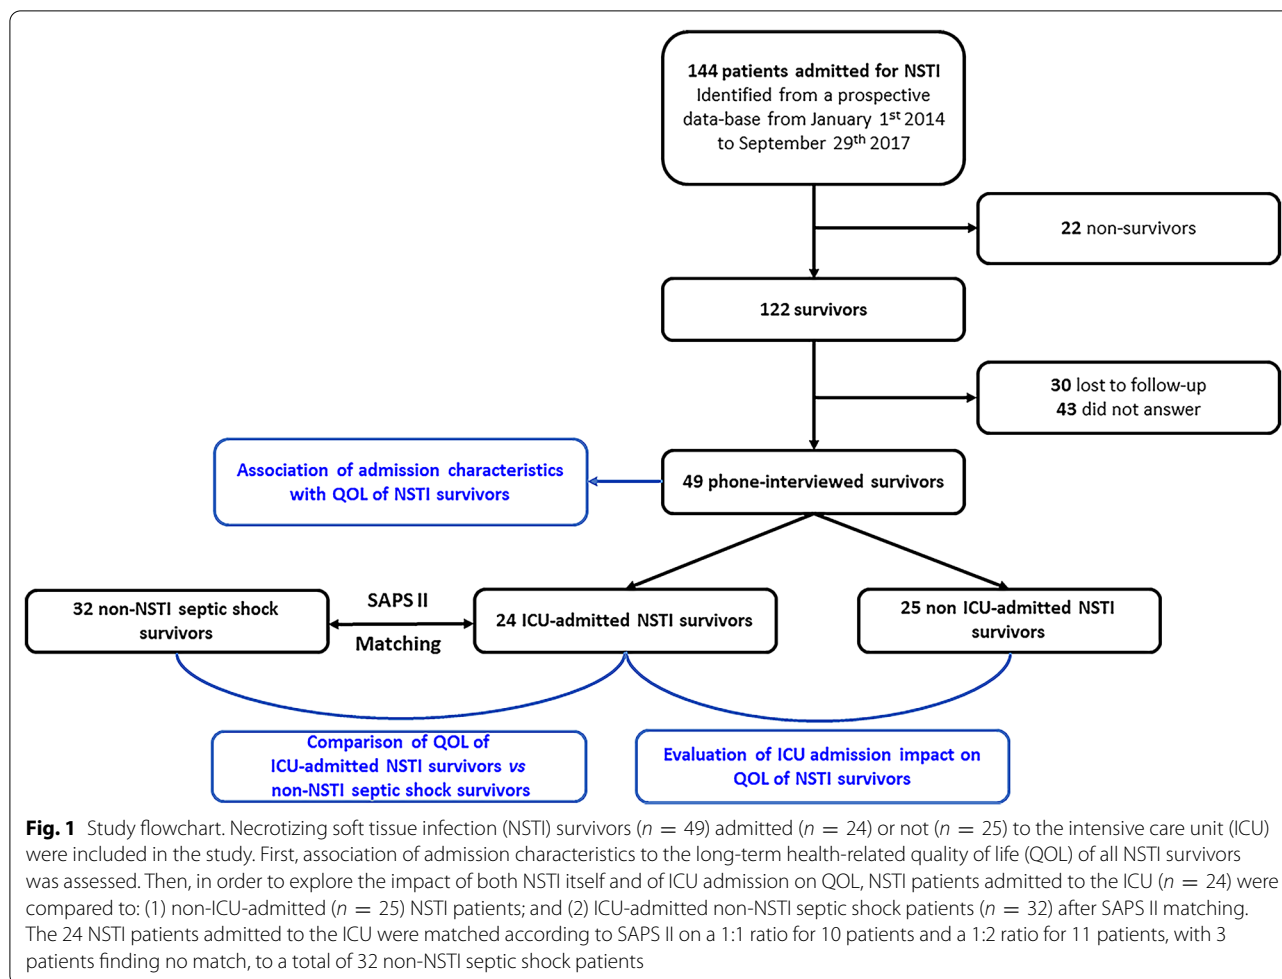 144 patients admitted for NSTI
Identified from a prospective
data-base from January 1st 2014
to September 29th 2017
22 non-survivors
122 survivors
30 lost to follow-up
43 did not answer
Association of admission characteristics
with QOL of NSTI survivors
49 phone-interviewed survivors
32 non-NSTI septic shock
survivors
SAPS II
Matching
24 ICU-admitted NSTI survivors
25 non ICU-admitted NSTI
survivors
Comparison of QOL of
ICU-admitted NSTI survivors vs
non-NSTI septic shock survivors
Evaluation of ICU admission impact on
QOL of NSTI survivors
Fig. 1 Study flowchart. Necrotizing soft tissue infection (NSTI) survivors (n = 49) admitted (n = 24) or not (n = 25) to the intensive care unit (ICU)
were included in the study. First, association of admission characteristics to the long-term health-related quality of life (QOL) of all NSTI survivors
was assessed. Then, in order to explore the impact of both NSTI itself and of ICU admission on QOL, NSTI patients admitted to the ICU (n = 24) were
compared to: (1) non-ICU-admitted (n = 25) NSTI patients; and (2) ICU-admitted non-NSTI septic shock patients (n = 32) after SAPS II matching.
The 24 NSTI patients admitted to the ICU were matched according to SAPS II on a 1:1 ratio for 10 patients and a 1:2 ratio for 11 patients, with 3
patients finding no match, to a total of 32 non-NSTI septic shock patients